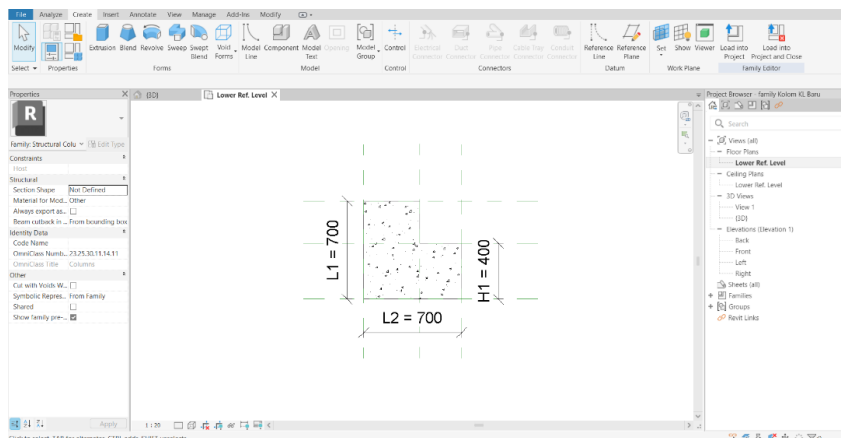 File Analyze Create Insert Annotate View Manage Add-Ins Modify
Modify Extrusion Blend Revolve Sweep Swept Blend Void Forms Model Line Component Model Text Opening Model Group Control Electrical Connector Duct Connector Pipe Connector Cable Tray Connector Conduit Connector Reference Line Reference Plane Set Show Viewer Load into Project Load into Project and Close
Select Properties Forms Model Control Connectors Datum Work Plane Family Editor
Properties
R
Family: Structural Colu Edit Type
Constraints
Host
Structural
Section Shape Not Defined
Material for Mod... Other
Always export as...
Beam cutback in ... From bounding box
Identity Data
Code Name
OmniClass Numb... 23.25.30.11.14.11
OmniClass Title Columns
Other
Cut with Voids W...
Symbolic Repres... From Family
Shared
Show family pre-...
Apply
{3D} Lower Ref. Level
L1 = 700
H1 = 400
L2 = 700
1 : 20
Project Browser - family Kolom KL Baru
Search
Views (all)
Floor Plans
Lower Ref. Level
Ceiling Plans
Lower Ref. Level
3D Views
View 1
{3D}
Elevations (Elevation 1)
Back
Front
Left
Right
Sheets (all)
Families
Groups
Revit Links